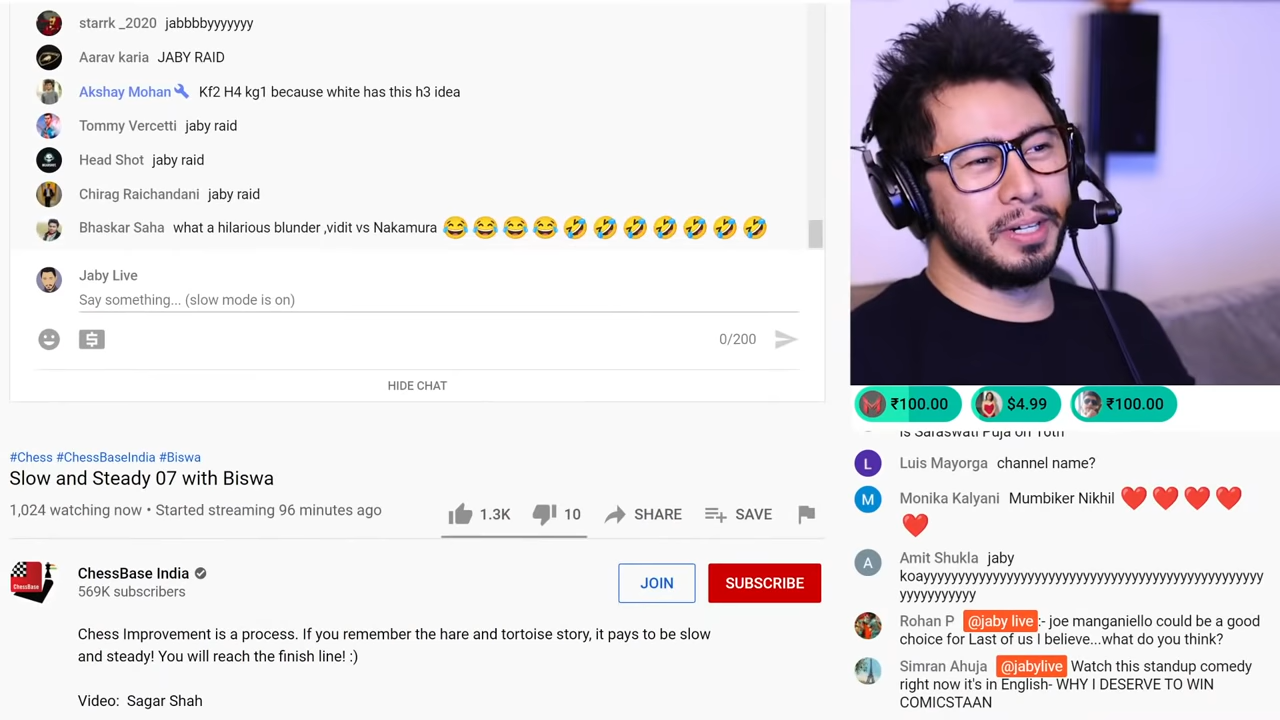 starrk _2020 jabbbbyyyyyyy
Aarav karia JABY RAID
Akshay Mohan Kf2 H4 kg1 because white has this h3 idea
Tommy Vercetti jaby raid
Head Shot jaby raid
Chirag Raichandani jaby raid
Bhaskar Saha what a hilarious blunder ,vidit vs Nakamura 😂😂😂😂🤣🤣🤣🤣🤣🤣🤣
Jaby Live
Say something... (slow mode is on)
0/200
HIDE CHAT
#Chess #ChessBaseIndia #Biswa
Slow and Steady 07 with Biswa
1,024 watching now • Started streaming 96 minutes ago
1.3K 10 SHARE SAVE
ChessBase India
569K subscribers
JOIN SUBSCRIBE
Chess Improvement is a process. If you remember the hare and tortoise story, it pays to be slow
and steady! You will reach the finish line! :)
Video: Sagar Shah
₹100.00 $4.99 ₹100.00
is Saraswati Puja on 16th
L Luis Mayorga channel name?
M Monika Kalyani Mumbiker Nikhil ❤️❤️❤️❤️
❤️
A Amit Shukla jaby
koayyyyyyyyyyyyyyyyyyyyyyyyyyyyyyyyyyyyyyyyyyyyy
yyyyyyyyyyy
Rohan P @jaby live :- joe manganiello could be a good
choice for Last of us I believe...what do you think?
Simran Ahuja @jabylive Watch this standup comedy
right now it's in English- WHY I DESERVE TO WIN
COMICSTAAN